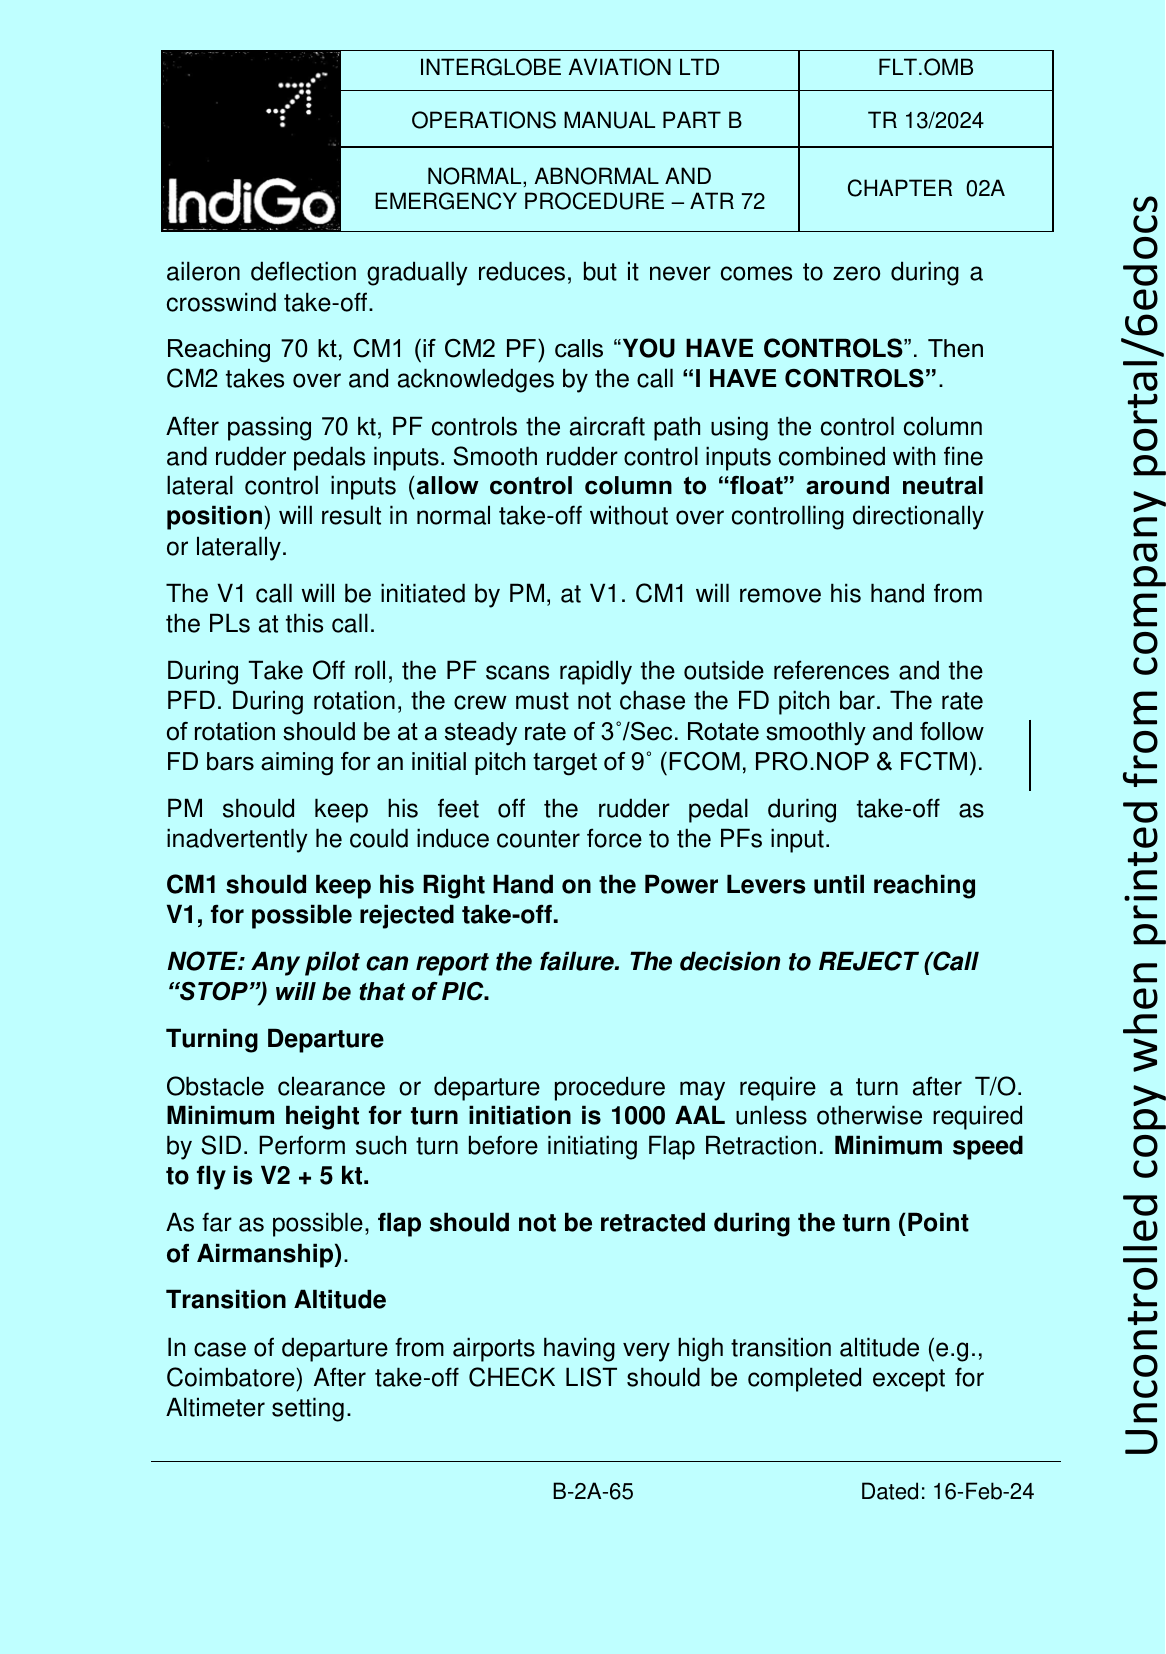 IndiGo
INTERGLOBE AVIATION LTD
FLT.OMB
OPERATIONS MANUAL PART B
TR 13/2024
NORMAL, ABNORMAL AND
EMERGENCY PROCEDURE – ATR 72
CHAPTER 02A
aileron deflection gradually reduces, but it never comes to zero during a
crosswind take-off.
Reaching 70 kt, CM1 (if CM2 PF) calls “YOU HAVE CONTROLS”. Then
CM2 takes over and acknowledges by the call “I HAVE CONTROLS”.
After passing 70 kt, PF controls the aircraft path using the control column
and rudder pedals inputs. Smooth rudder control inputs combined with fine
lateral control inputs (allow control column to “float” around neutral
position) will result in normal take-off without over controlling directionally
or laterally.
The V1 call will be initiated by PM, at V1. CM1 will remove his hand from
the PLs at this call.
During Take Off roll, the PF scans rapidly the outside references and the
PFD. During rotation, the crew must not chase the FD pitch bar. The rate
of rotation should be at a steady rate of 3˚/Sec. Rotate smoothly and follow
FD bars aiming for an initial pitch target of 9˚ (FCOM, PRO.NOP & FCTM).
PM should keep his feet off the rudder pedal during take-off as
inadvertently he could induce counter force to the PFs input.
CM1 should keep his Right Hand on the Power Levers until reaching
V1, for possible rejected take-off.
NOTE: Any pilot can report the failure. The decision to REJECT (Call
“STOP”) will be that of PIC.
Turning Departure
Obstacle clearance or departure procedure may require a turn after T/O.
Minimum height for turn initiation is 1000 AAL unless otherwise required
by SID. Perform such turn before initiating Flap Retraction. Minimum speed
to fly is V2 + 5 kt.
As far as possible, flap should not be retracted during the turn (Point
of Airmanship).
Transition Altitude
In case of departure from airports having very high transition altitude (e.g.,
Coimbatore) After take-off CHECK LIST should be completed except for
Altimeter setting.
B-2A-65
Dated: 16-Feb-24
Uncontrolled copy when printed from company portal/6edocs